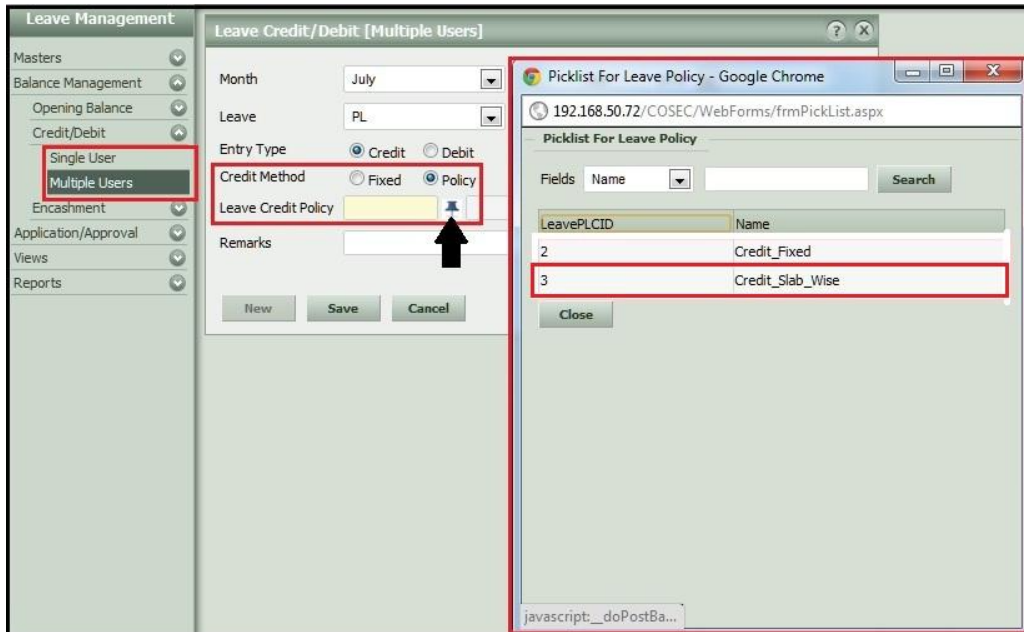 Leave Management
Masters
Balance Management
Opening Balance
Credit/Debit
Single User
Multiple Users
Encashment
Application/Approval
Views
Reports
Leave Credit/Debit [Multiple Users]
Month July
Leave PL
Entry Type Credit Debit
Credit Method Fixed Policy
Leave Credit Policy
Remarks
New Save Cancel
Picklist For Leave Policy - Google Chrome
192.168.50.72/COSEC/WebForms/frmPickList.aspx
Picklist For Leave Policy
Fields Name Search
LeavePLCID Name
2 Credit_Fixed
3 Credit_Slab_Wise
Close
javascript:__doPostBa...